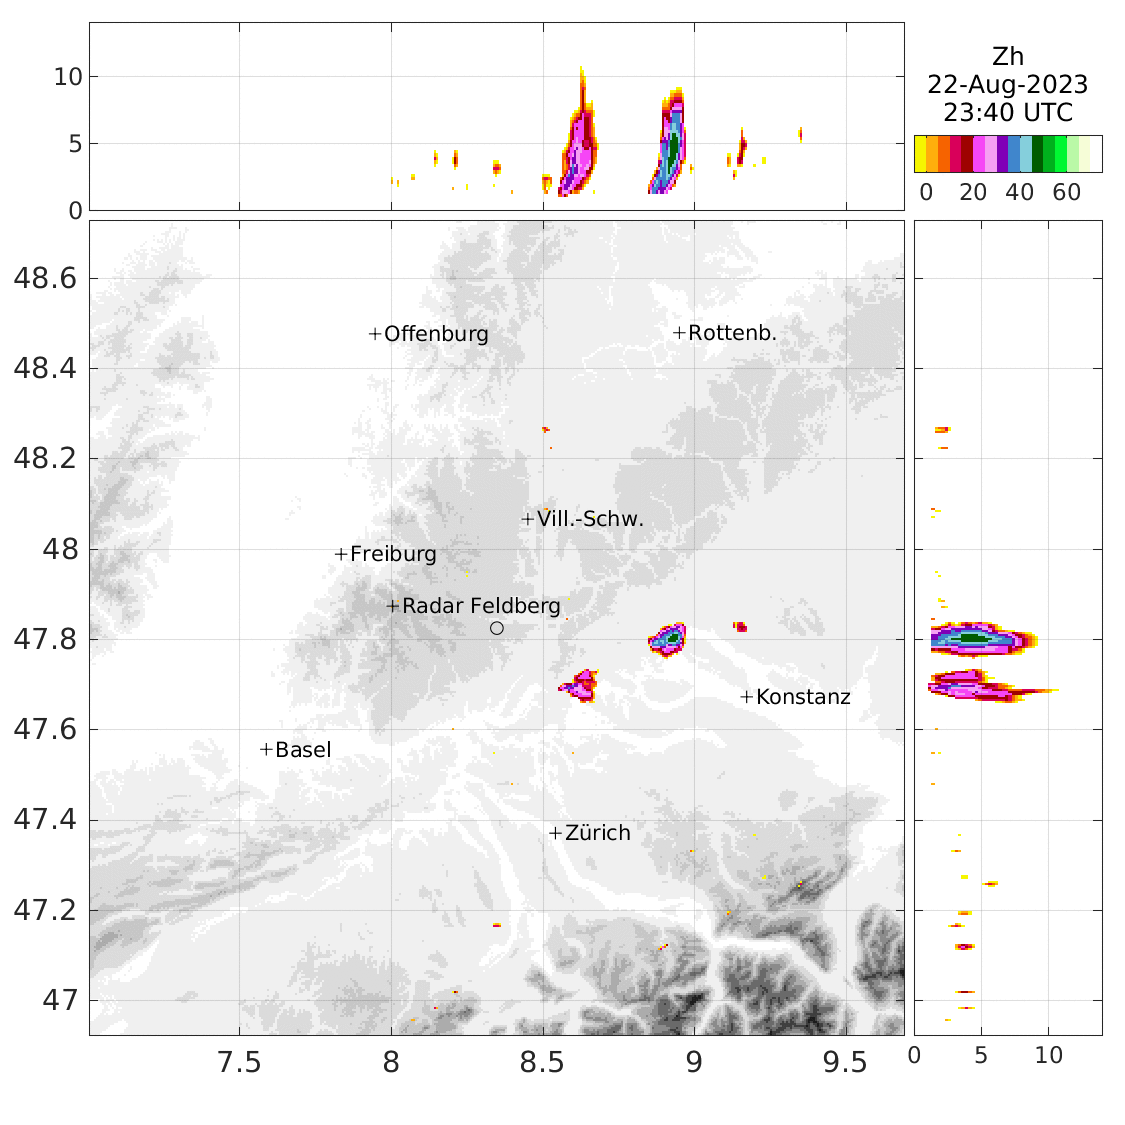 10
5
0
Zh
22-Aug-2023
23:40 UTC
0 20 40 60
48.6
48.4
48.2
48
47.8
47.6
47.4
47.2
47
+Offenburg
+Rottenb.
+Vill.-Schw.
+Freiburg
+Radar Feldberg
+Konstanz
+Basel
+Zürich
7.5 8 8.5 9 9.5
0 5 10